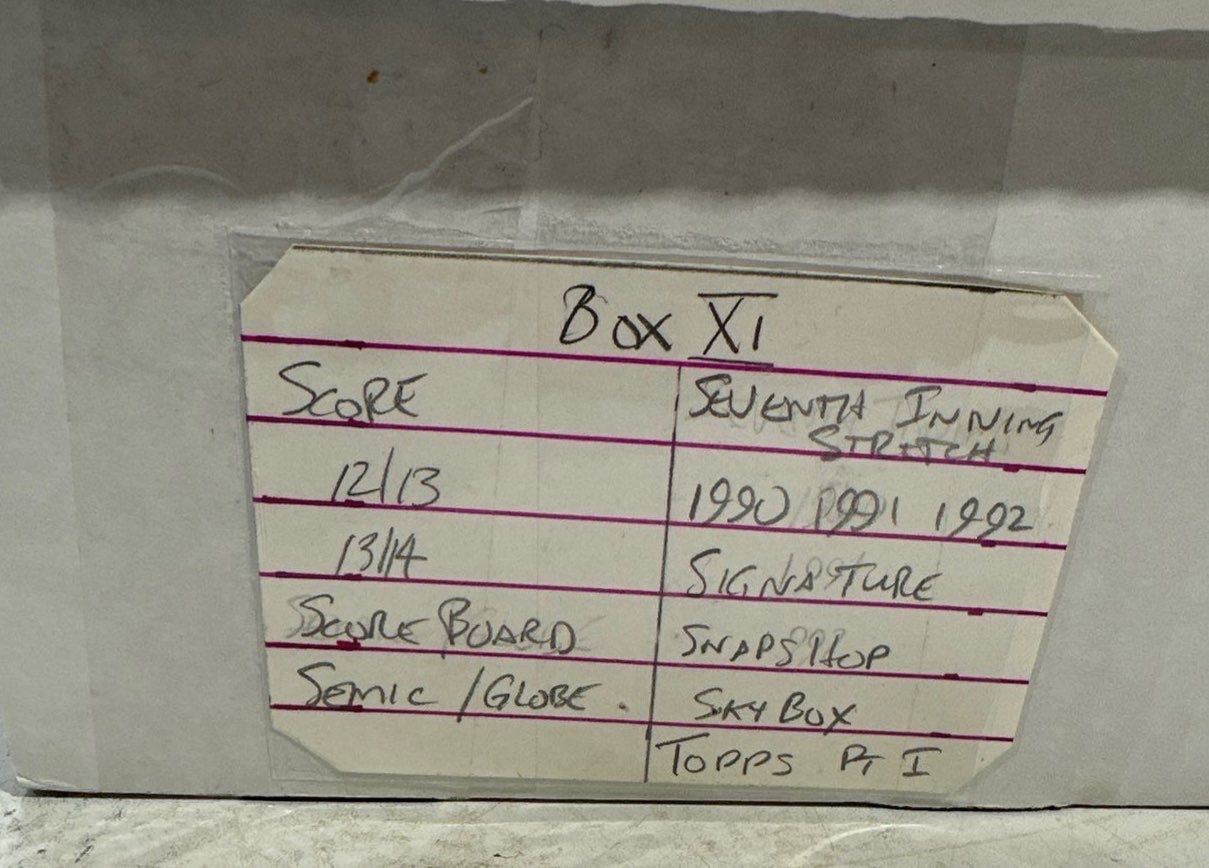 Box XI
SCORE
12/13
13/14
SCORE BOARD
SEMIC / GLOBE.
SEVENTH INNING
STRETCH
1990 1991 1992
SIGNATURE
SNAPSHOP
SKYBOX
TOPPS PT I